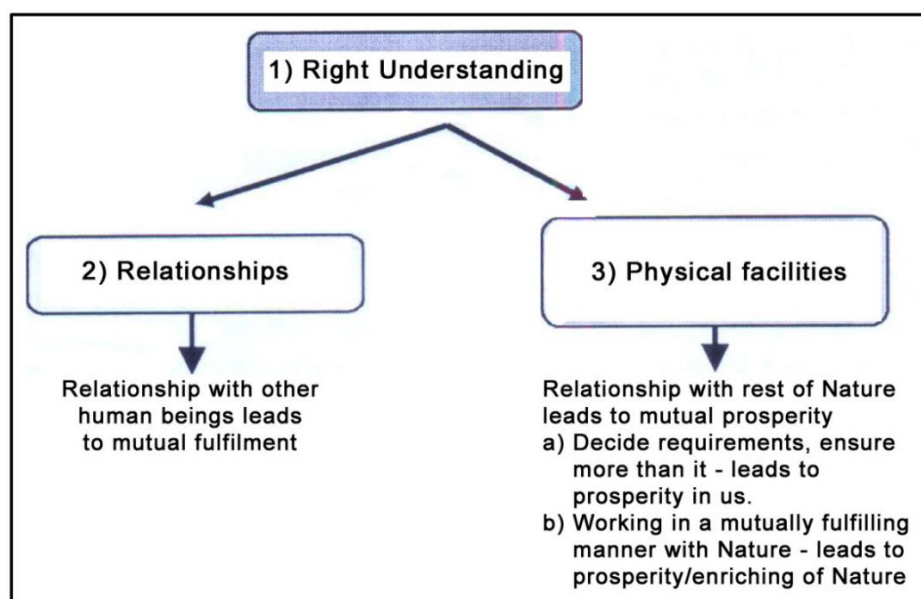 1) Right Understanding
2) Relationships
3) Physical facilities
Relationship with other
human beings leads
to mutual fulfilment
Relationship with rest of Nature
leads to mutual prosperity
a) Decide requirements, ensure
more than it - leads to
prosperity in us.
b) Working in a mutually fulfilling
manner with Nature - leads to
prosperity/enriching of Nature